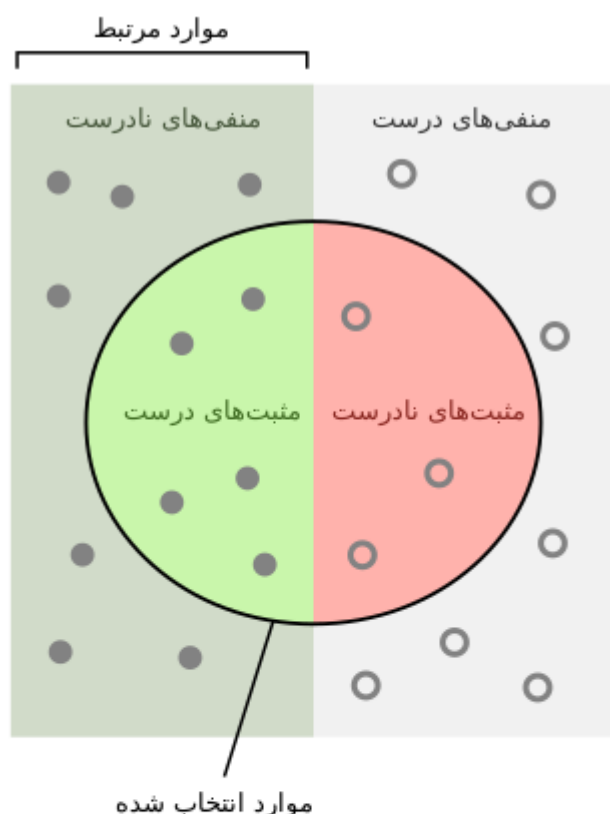 موارد مرتبط
منفی‌های درست
منفی‌های نادرست
مثبت‌های نادرست
مثبت‌های درست
موارد انتخاب شده